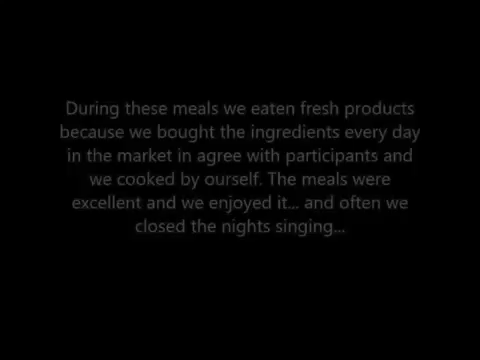 During these meals we eaten fresh products
because we bought the ingredients every day
in the market in agree with participants and
we cooked by ourself. The meals were
excellent and we enjoyed it... and often we
closed the nights singing...